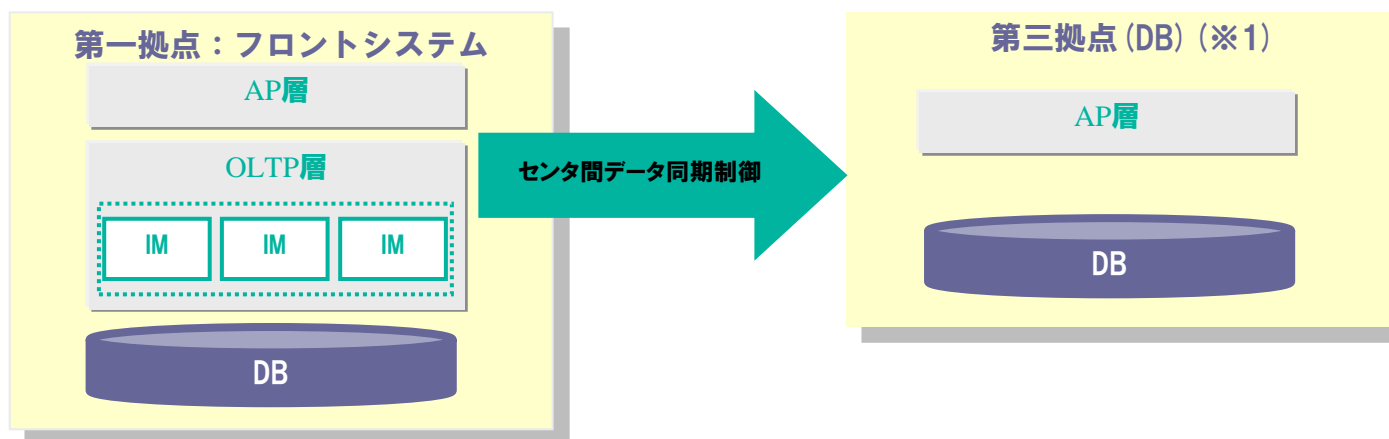 第一拠点：フロントシステム
AP層
OLTP層
IM IM IM
DB
センタ間データ同期制御
第三拠点(DB)(※1)
AP層
DB